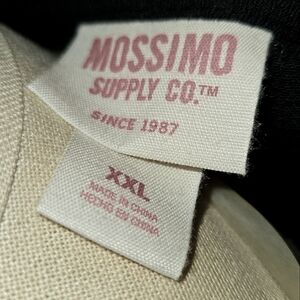 MOSSIMO
SUPPLY CO.™
SINCE 1987
XXL
MADE IN CHINA
HECHO EN CHINA